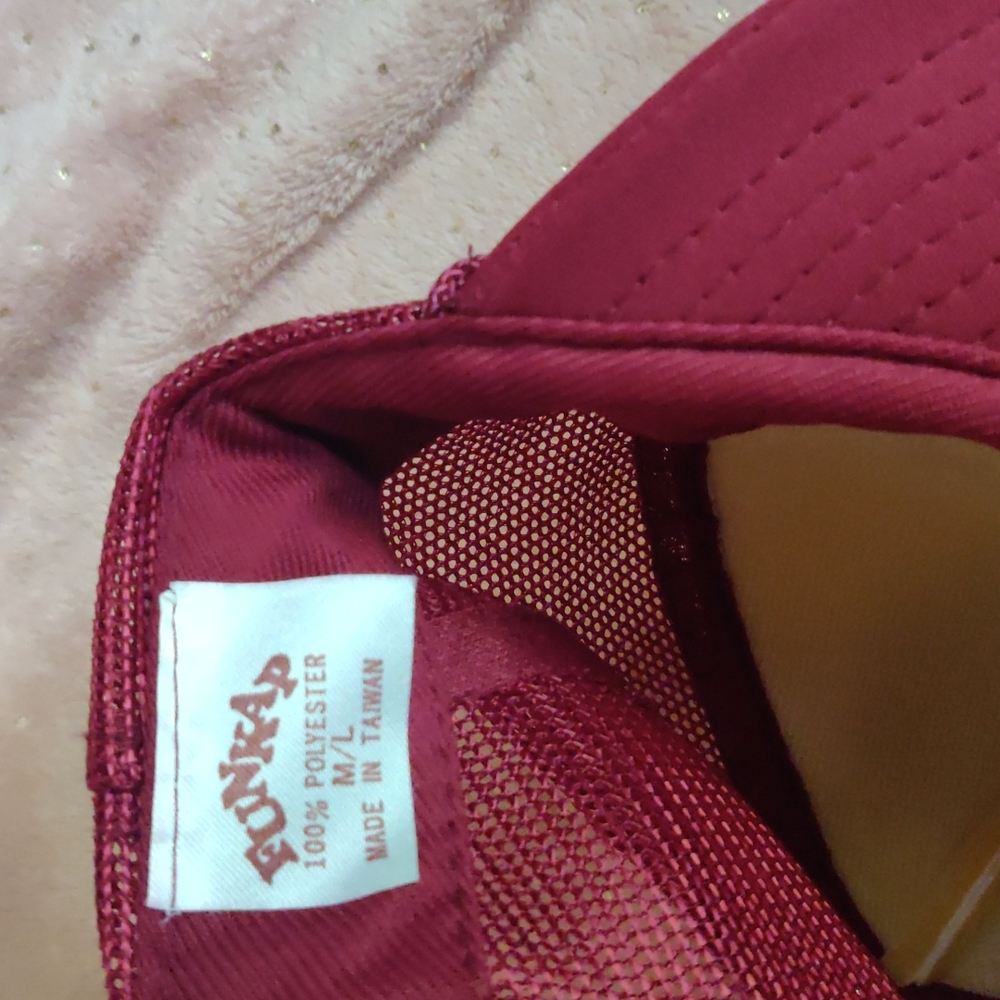 FUNKAP
100% POLYESTER
M/L
MADE IN TAIWAN